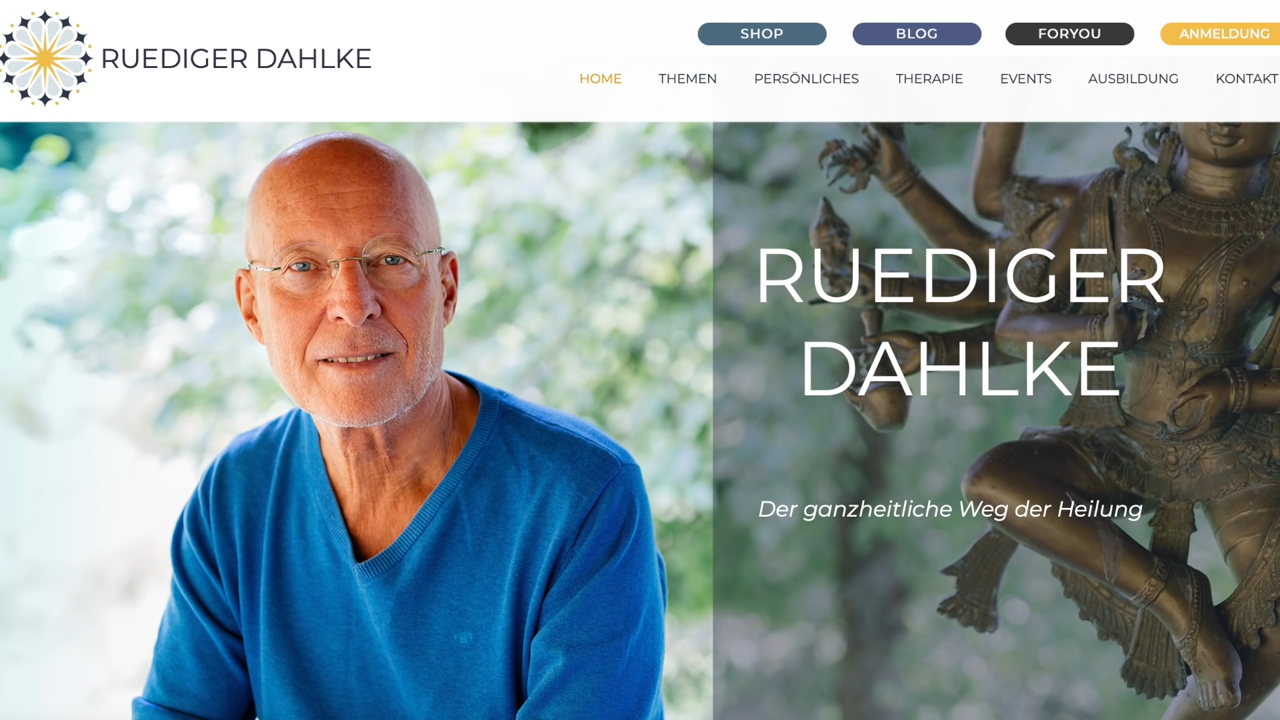 RUEDIGER DAHLKE
SHOP
BLOG
FORYOU
ANMELDUNG
HOME
THEMEN
PERSÖNLICHES
THERAPIE
EVENTS
AUSBILDUNG
KONTAKT
RUEDIGER
DAHLKE
Der ganzheitliche Weg der Heilung